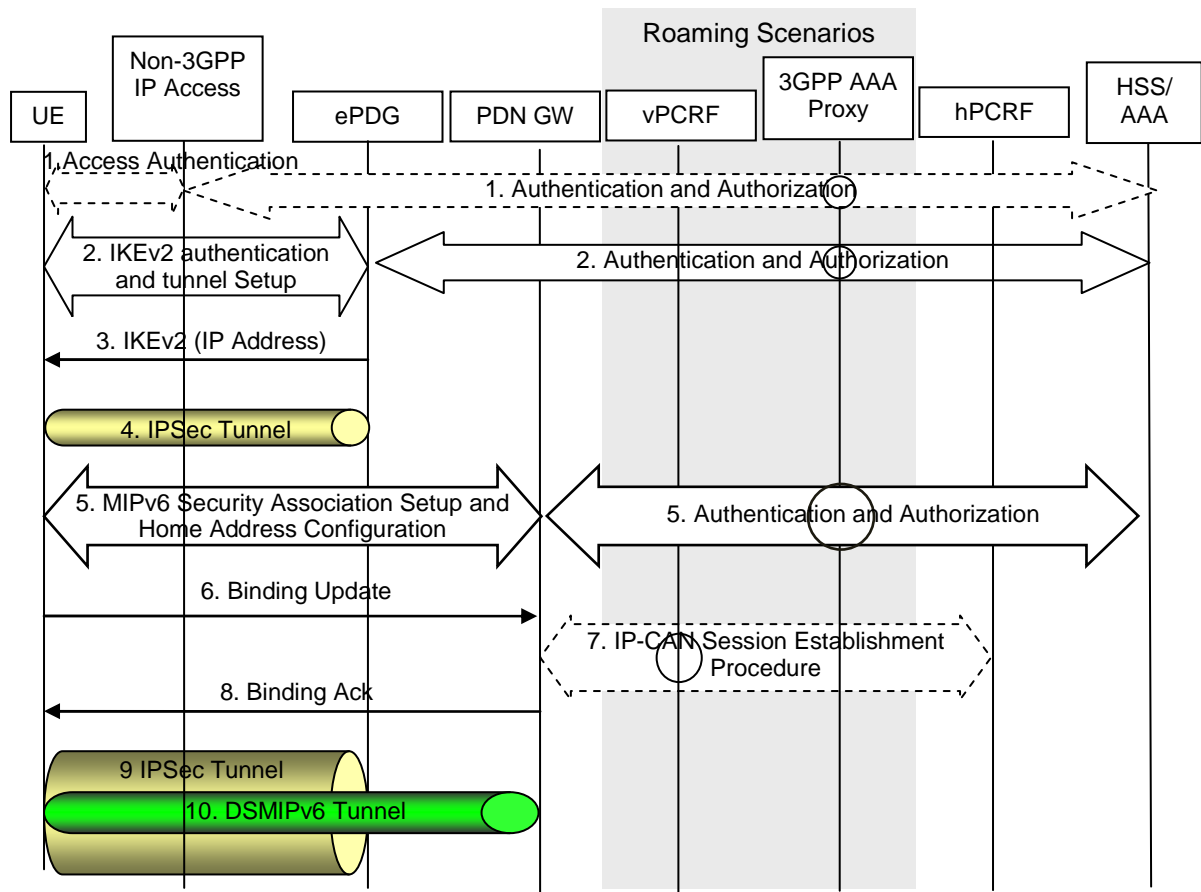 Roaming Scenarios
UE
Non-3GPP
IP Access
ePDG
PDN GW
vPCRF
3GPP AAA
Proxy
hPCRF
HSS/
AAA
1.Access Authentication
1. Authentication and Authorization
2. IKEv2 authentication
and tunnel Setup
2. Authentication and Authorization
3. IKEv2 (IP Address)
4. IPSec Tunnel
5. MIPv6 Security Association Setup and
Home Address Configuration
5. Authentication and Authorization
6. Binding Update
7. IP-CAN Session Establishment
Procedure
8. Binding Ack
9 IPSec Tunnel
10. DSMIPv6 Tunnel